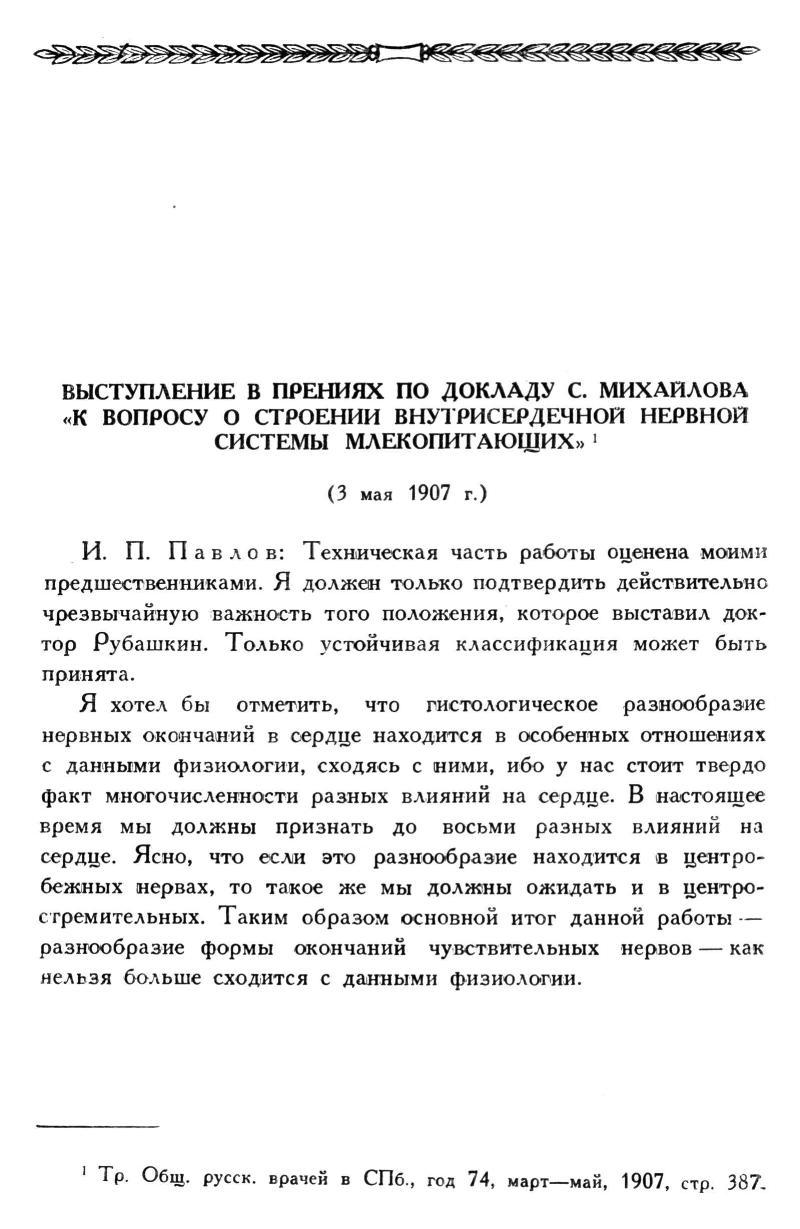 ВЫСТУПЛЕНИЕ В ПРЕНИЯХ ПО ДОКЛАДУ С. МИХАЙЛОВА
«К ВОПРОСУ О СТРОЕНИИ ВНУТРИСЕРДЕЧНОЙ НЕРВНОЙ
СИСТЕМЫ МЛЕКОПИТАЮЩИХ» ¹
(3 мая 1907 г.)
И. П. Павлов: Техническая часть работы оценена моими
предшественниками. Я должен только подтвердить действительно
чрезвычайную важность того положения, которое выставил док-
тор Рубашкин. Только устойчивая классификация может быть
принята.
Я хотел бы отметить, что гистологическое разнообразие
нервных окончаний в сердце находится в особенных отношениях
с данными физиологии, сходясь с ними, ибо у нас стоит твердо
факт многочисленности разных влияний на сердце. В настоящее
время мы должны признать до восьми разных влияний на
сердце. Ясно, что если это разнообразие находится в центро-
бежных нервах, то такое же мы должны ожидать и в центро-
стремительных. Таким образом основной итог данной работы —
разнообразие формы окончаний чувствительных нервов — как
нельзя больше сходится с данными физиологии.
¹ Тр. Общ. русск. врачей в СПб., год 74, март—май, 1907, стр. 387.